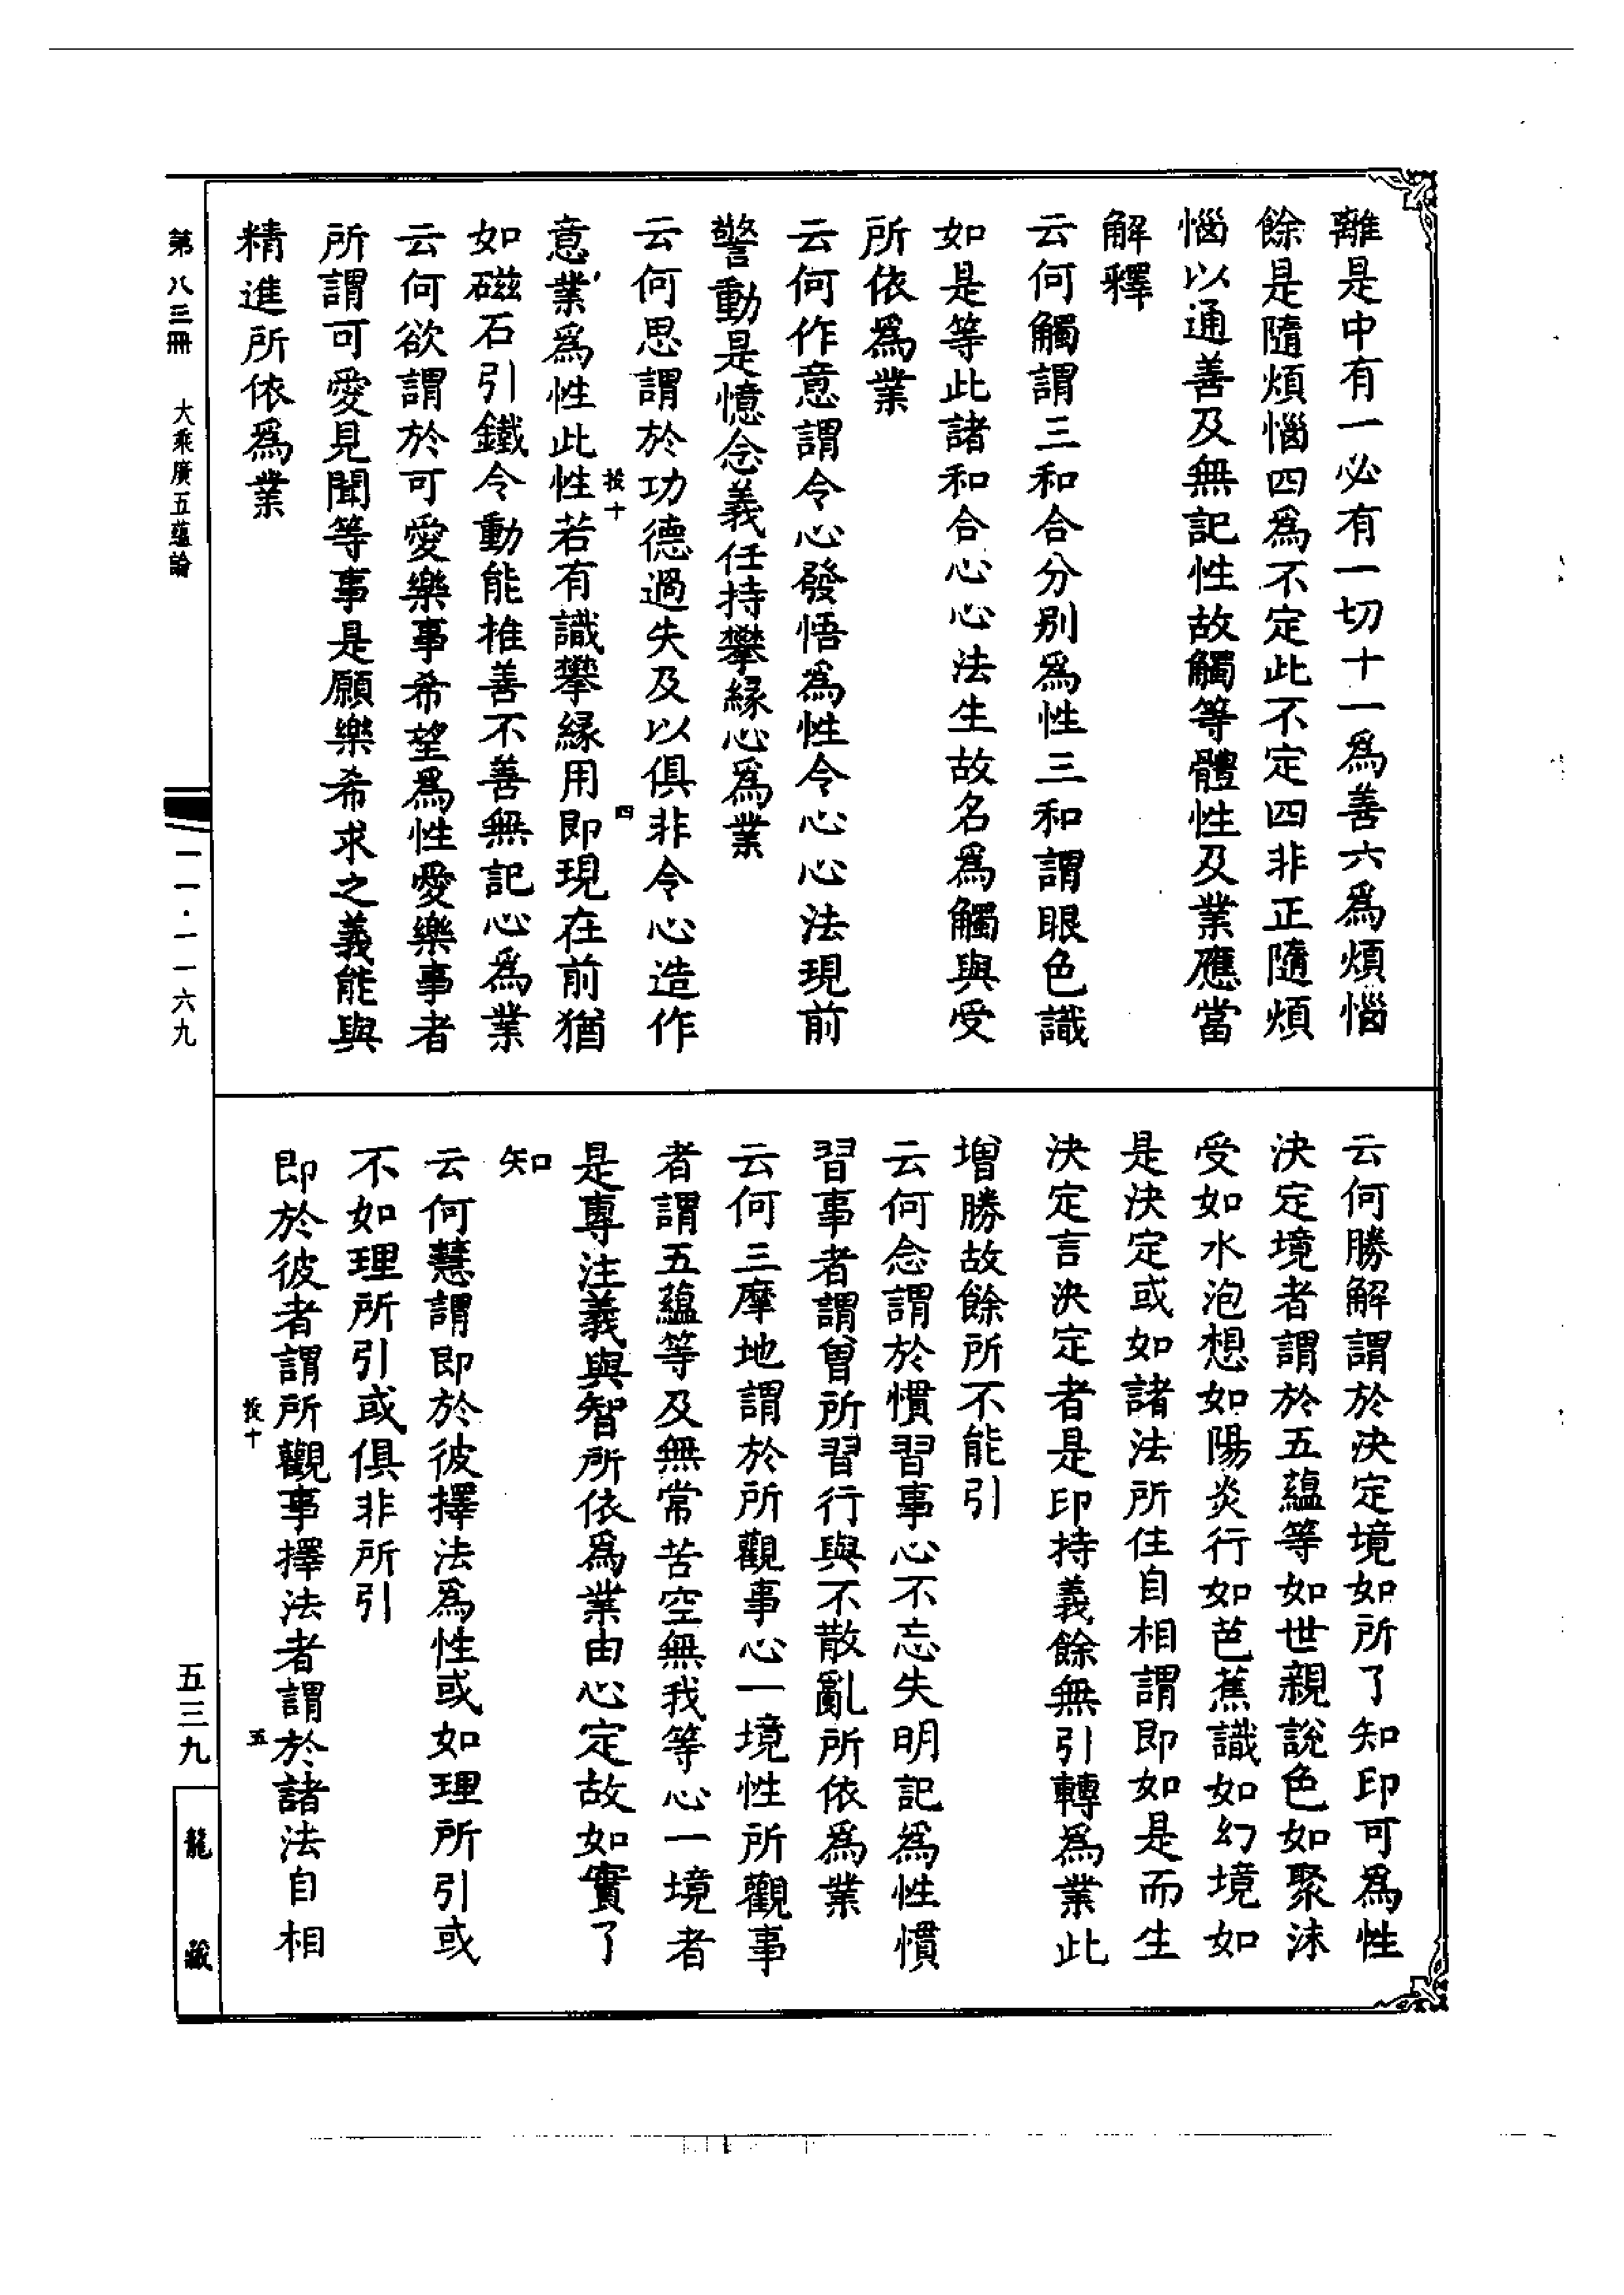 離是中有一必有一切十一爲善六爲煩惱
餘是隨煩惱四爲不定此不定四非正隨煩
惱以通善及無記性故觸等體性及業應當
解釋
云何觸謂三和合分别爲性三和謂眼色識
如是等此諸和合心心法生故名爲觸與受
所依爲業
云何作意謂令心發悟爲性令心心法現前
警動是憶念義任持攀緣心爲業
云何思謂於功德過失及以俱非令心造作
意業爲性此性若有識攀緣用即現在前猶
如磁石引鐵令動能推善不善無記心爲業
云何欲謂於可愛樂事希望爲性愛樂事者
所謂可愛見聞等事是願樂希求之義能與
精進所依爲業
云何勝解謂於決定境如所了知印可爲性
決定境者謂於五蘊等如世親說色如聚沫
受如水泡想如陽炎行如芭蕉識如幻境如
是決定或如諸法所住自相謂即如是而生
決定言決定者是印持義餘無引轉爲業此
增勝故餘所不能引
云何念謂於慣習事心不忘失明記爲性慣
習事者謂曾所習行與不散亂所依爲業
云何三摩地謂於所觀事心一境性所觀事
者謂五蘊等及無常苦空無我等心一境者
是專注義與智所依爲業由心定故如實了
知
云何慧謂即於彼擇法爲性或如理所引或
不如理所引或俱非所引
即於彼者謂所觀事擇法者謂於諸法自相
投十
四
投十
五
第八三冊
大乘廣五蘊論
一一·一一六九
五三九
龍藏